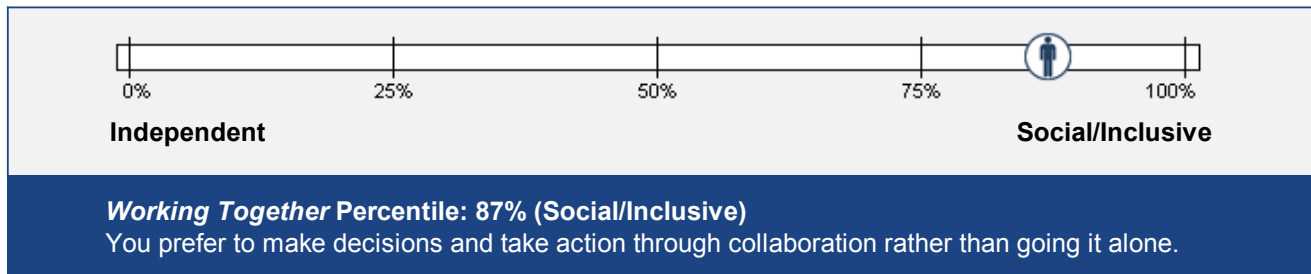 0% 25% 50% 75% 100%
Independent Social/Inclusive
Working Together Percentile: 87% (Social/Inclusive)
You prefer to make decisions and take action through collaboration rather than going it alone.